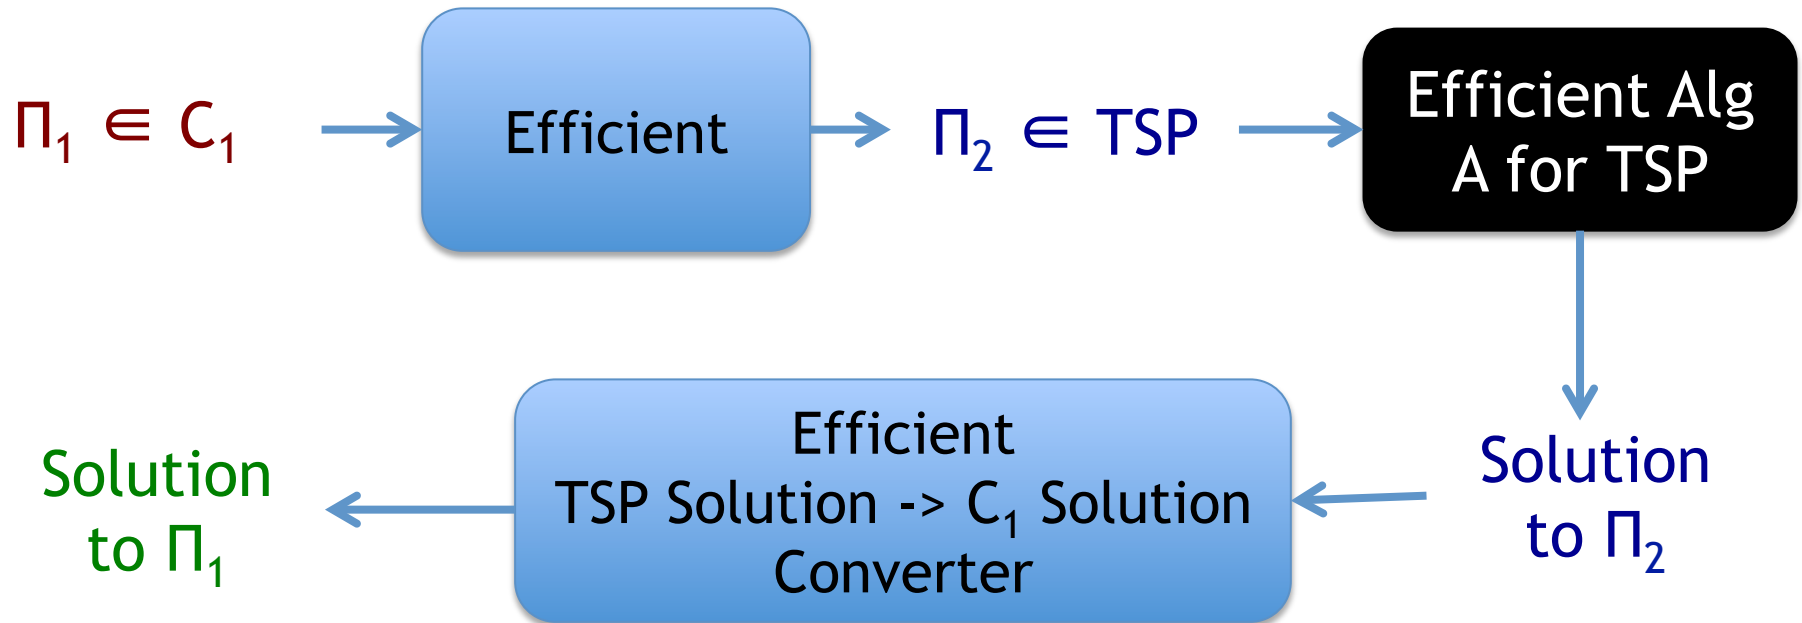 Π₁ ∈ C₁
Efficient
Π₂ ∈ TSP
Efficient Alg
A for TSP
Solution
to Π₂
Efficient
TSP Solution -> C₁ Solution
Converter
Solution
to Π₁